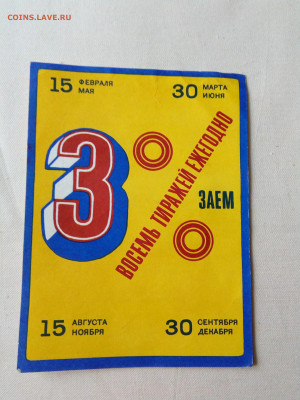 COINS.LAVE.RU
15 ФЕВРАЛЯ
МАЯ
30 МАРТА
ИЮНЯ
3%
ВОСЕМЬ ТИРАЖЕЙ ЕЖЕГОДНО
ЗАЕМ
15 АВГУСТА
НОЯБРЯ
30 СЕНТЯБРЯ
ДЕКАБРЯ